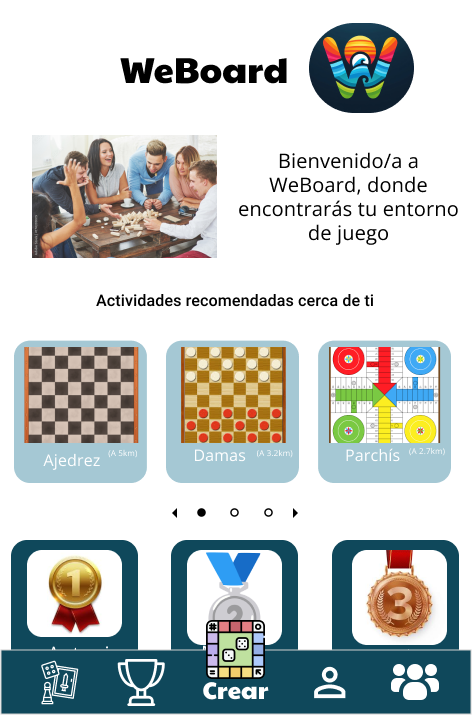 WeBoard
Bienvenido/a a
WeBoard, donde
encontrarás tu entorno
de juego
Actividades recomendadas cerca de ti
Ajedrez (A 5km)
Damas (A 3.2km)
Parchís (A 2.7km)
1
2
3
Crear